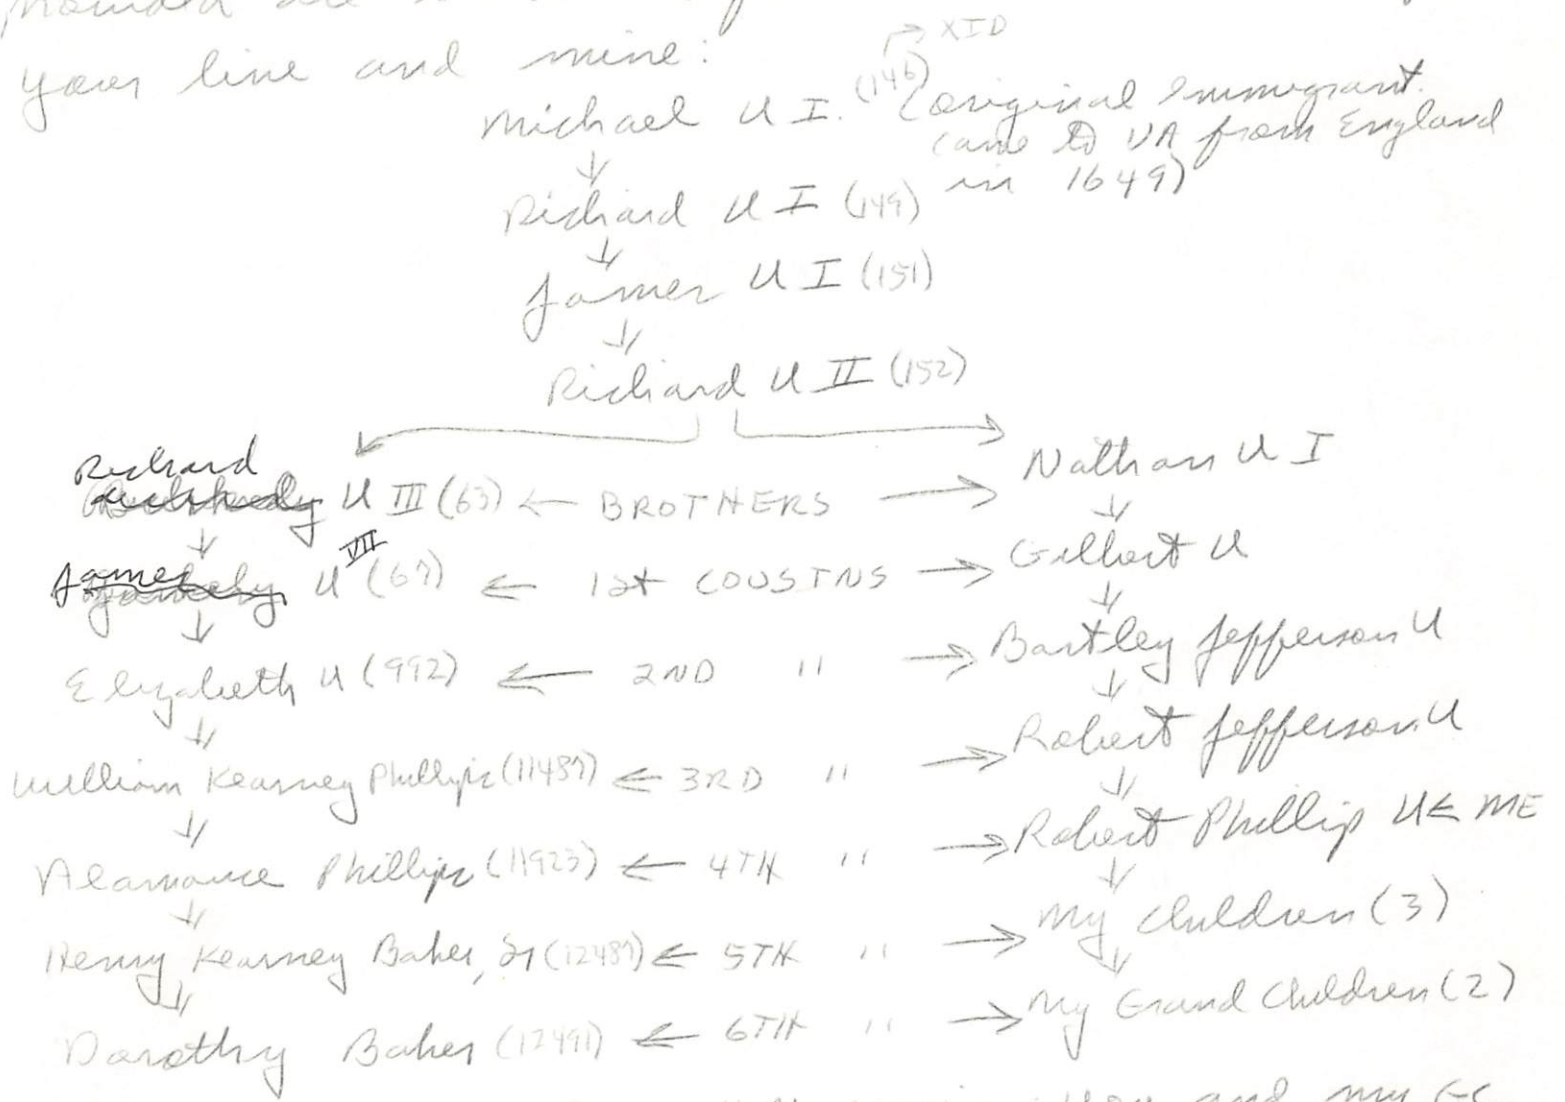 your line and mine:
→ XID
Michael U I. (146) (original Immigrant.
came to VA from England
in 1649)
Richard U I (149)
James U I (151)
Richard U II (152)
Richard U III (63) ← BROTHERS → Nathan U I
James U VII (67) ← 1st COUSINS → Gilbert U
Elizabeth U (992) ← 2ND " → Bartley Jefferson U
William Kearney Phillips (11487) ← 3RD " → Robert Jefferson U
Alamance Phillips (11923) ← 4TH " → Robert Phillip U ← ME
Henry Kearney Baker, Sr (12487) ← 5TH " → My Children (3)
Dorothy Baker (12491) ← 6TH " → My Grand Children (2)
and my